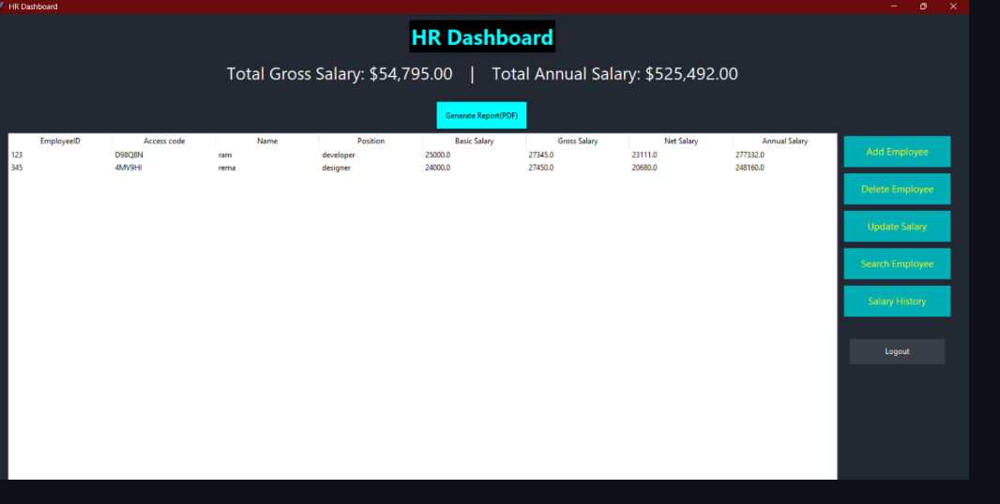 HR Dashboard
HR Dashboard
Total Gross Salary: $54,795.00 | Total Annual Salary: $525,492.00
Generate Report(PDF)
EmployeeID Access code Name Position Basic Salary Gross Salary Net Salary Annual Salary
123 D98Q8N ram developer 25000.0 27345.0 23111.0 277332.0
345 4MV9HI rema designer 24000.0 27450.0 20680.0 248160.0
Add Employee
Delete Employee
Update Salary
Search Employee
Salary History
Logout